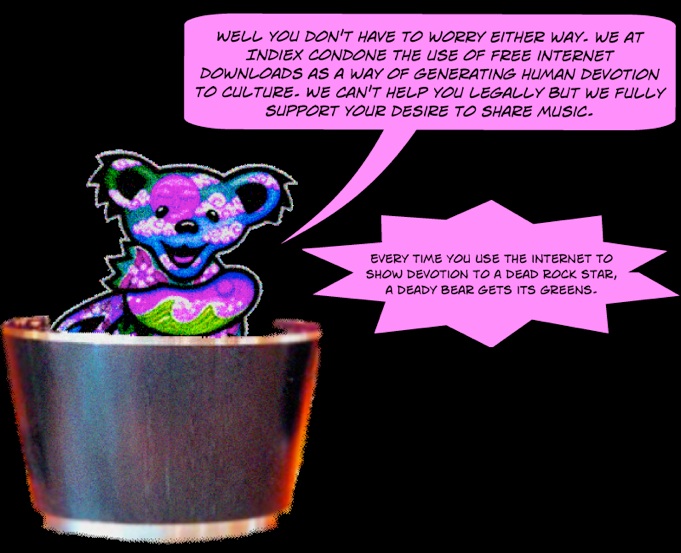 WELL YOU DON'T HAVE TO WORRY EITHER WAY. WE AT
INDIEX CONDONE THE USE OF FREE INTERNET
DOWNLOADS AS A WAY OF GENERATING HUMAN DEVOTION
TO CULTURE. WE CAN'T HELP YOU LEGALLY BUT WE FULLY
SUPPORT YOUR DESIRE TO SHARE MUSIC.
EVERY TIME YOU USE THE INTERNET TO
SHOW DEVOTION TO A DEAD ROCK STAR,
A DEADY BEAR GETS ITS GREENS.